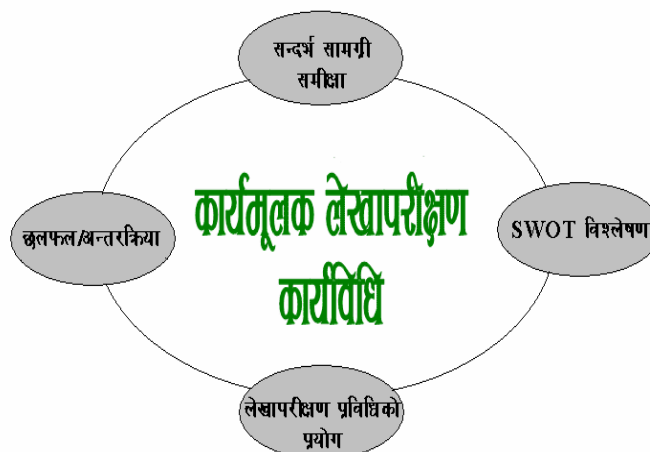 सन्दर्भ सामग्री
समीक्षा
कार्यमूलक लेखापरीक्षण
कार्यविधि
छलफल/अन्तरक्रिया
SWOT विश्लेषण
लेखापरीक्षण प्रविधिको
प्रयोग